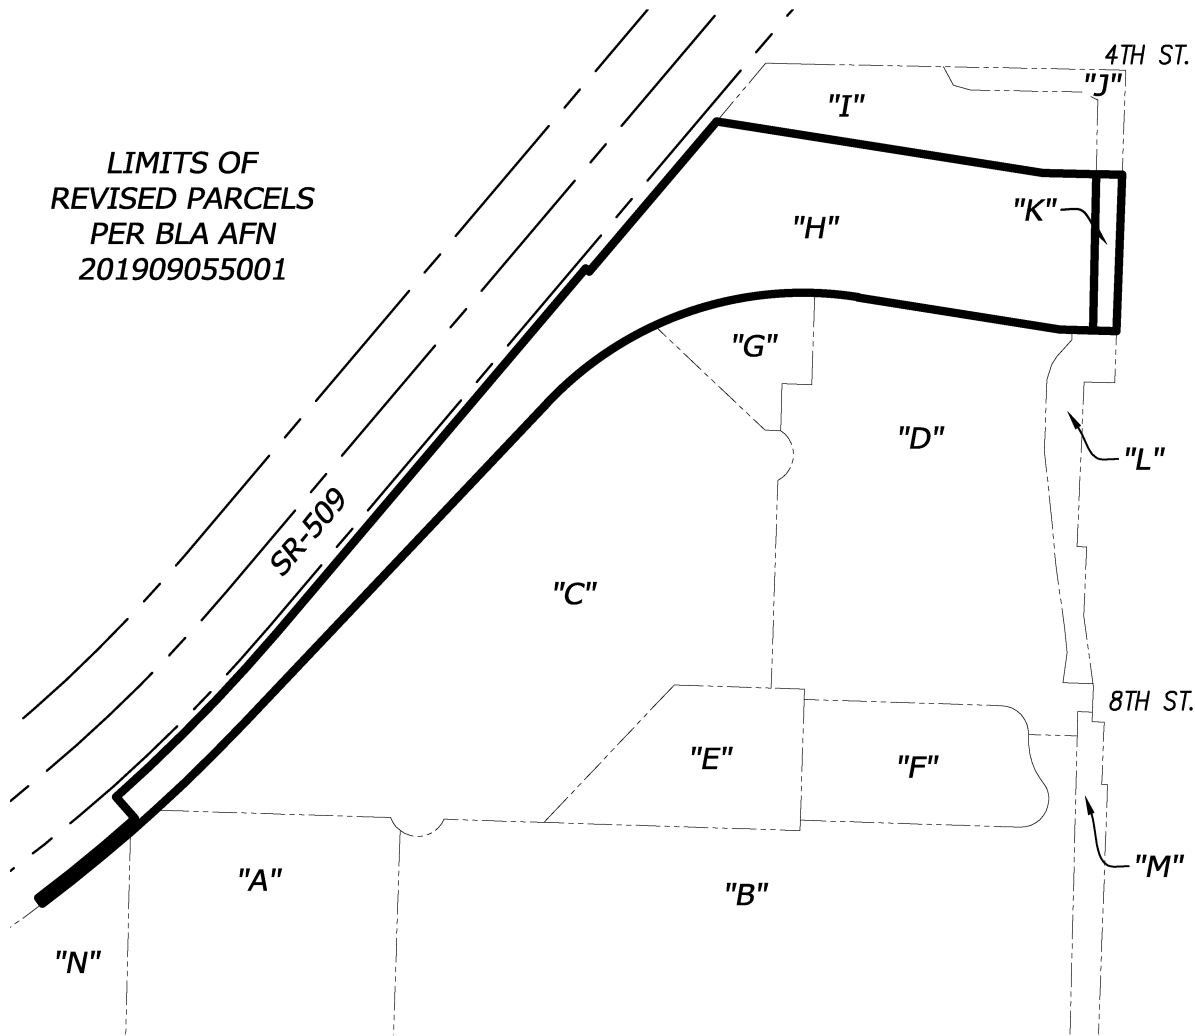 4TH ST.
"J"
"I"
LIMITS OF
REVISED PARCELS
PER BLA AFN
201909055001
"K"
"H"
"G"
"D"
"L"
SR-509
"C"
8TH ST.
"E"
"F"
"M"
"A"
"B"
"N"